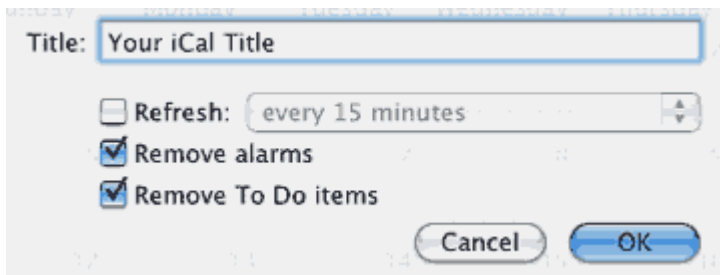 Title: Your iCal Title
Refresh: every 15 minutes
Remove alarms
Remove To Do items
Cancel OK